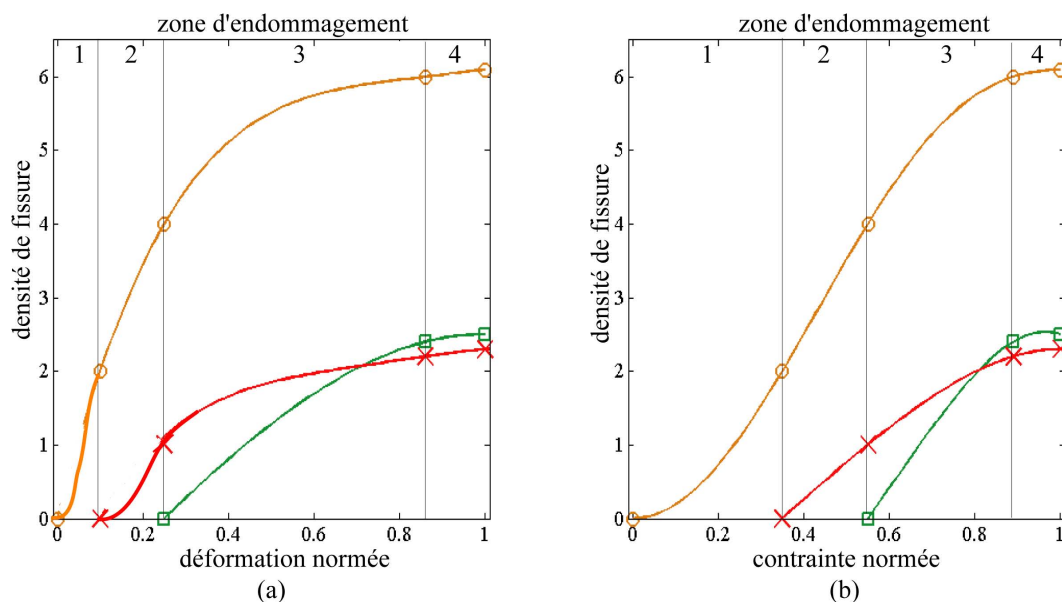 zone d'endommagement
1 2 3 4
6
5
4
3
2
1
0
densité de fissure
0 0.2 0.4 0.6 0.8 1
déformation normée
(a)
zone d'endommagement
1 2 3 4
6
5
4
3
2
1
0
densité de fissure
0 0.2 0.4 0.6 0.8 1
contrainte normée
(b)